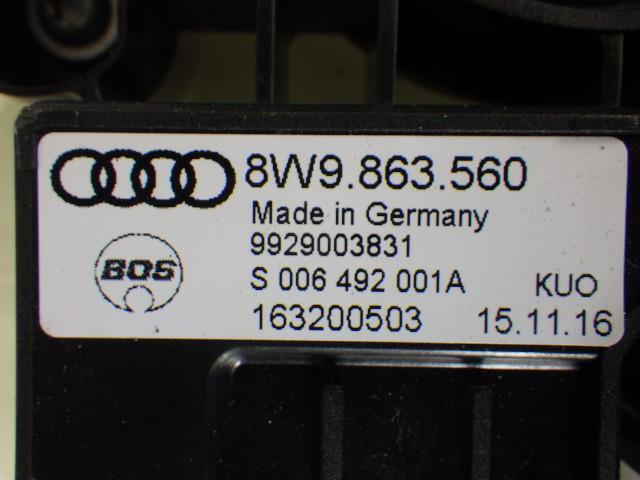 8W9.863.560
Made in Germany
9929003831
BOS
S 006 492 001A KUO
163200503 15.11.16